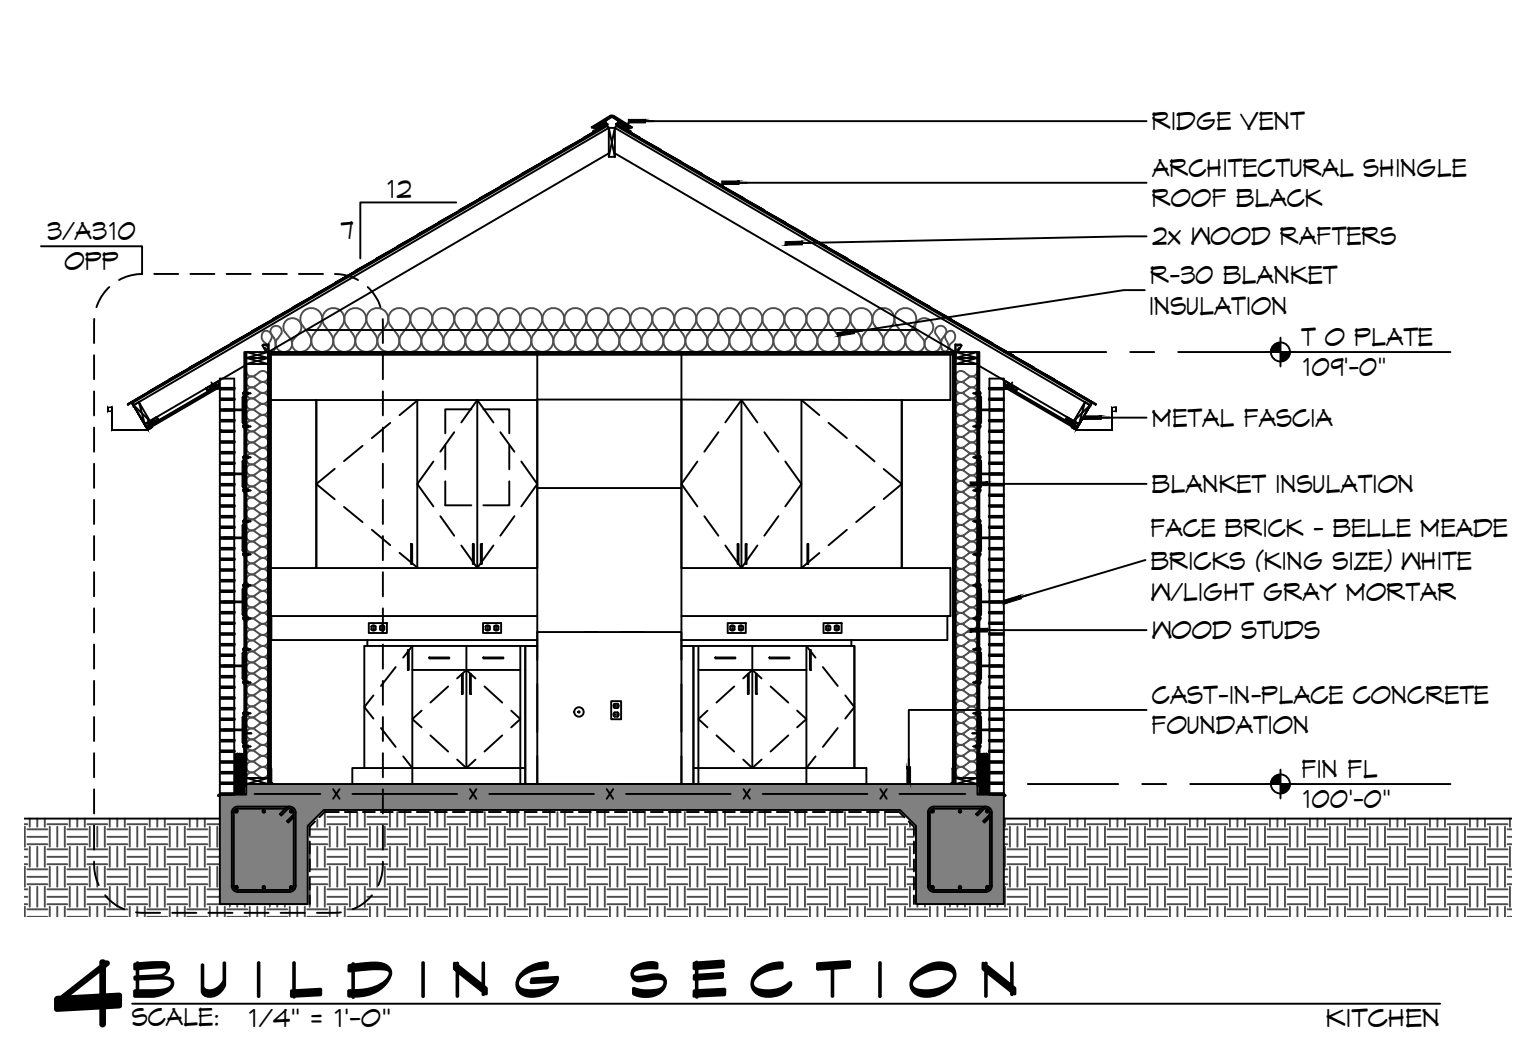 RIDGE VENT
ARCHITECTURAL SHINGLE
ROOF BLACK
12
7
3/A310
OPP
2x WOOD RAFTERS
R-30 BLANKET
INSULATION
T O PLATE
109'-0"
METAL FASCIA
BLANKET INSULATION
FACE BRICK - BELLE MEADE
BRICKS (KING SIZE) WHITE
W/LIGHT GRAY MORTAR
WOOD STUDS
CAST-IN-PLACE CONCRETE
FOUNDATION
FIN FL
100'-0"
4 BUILDING SECTION
SCALE: 1/4" = 1'-0"
KITCHEN